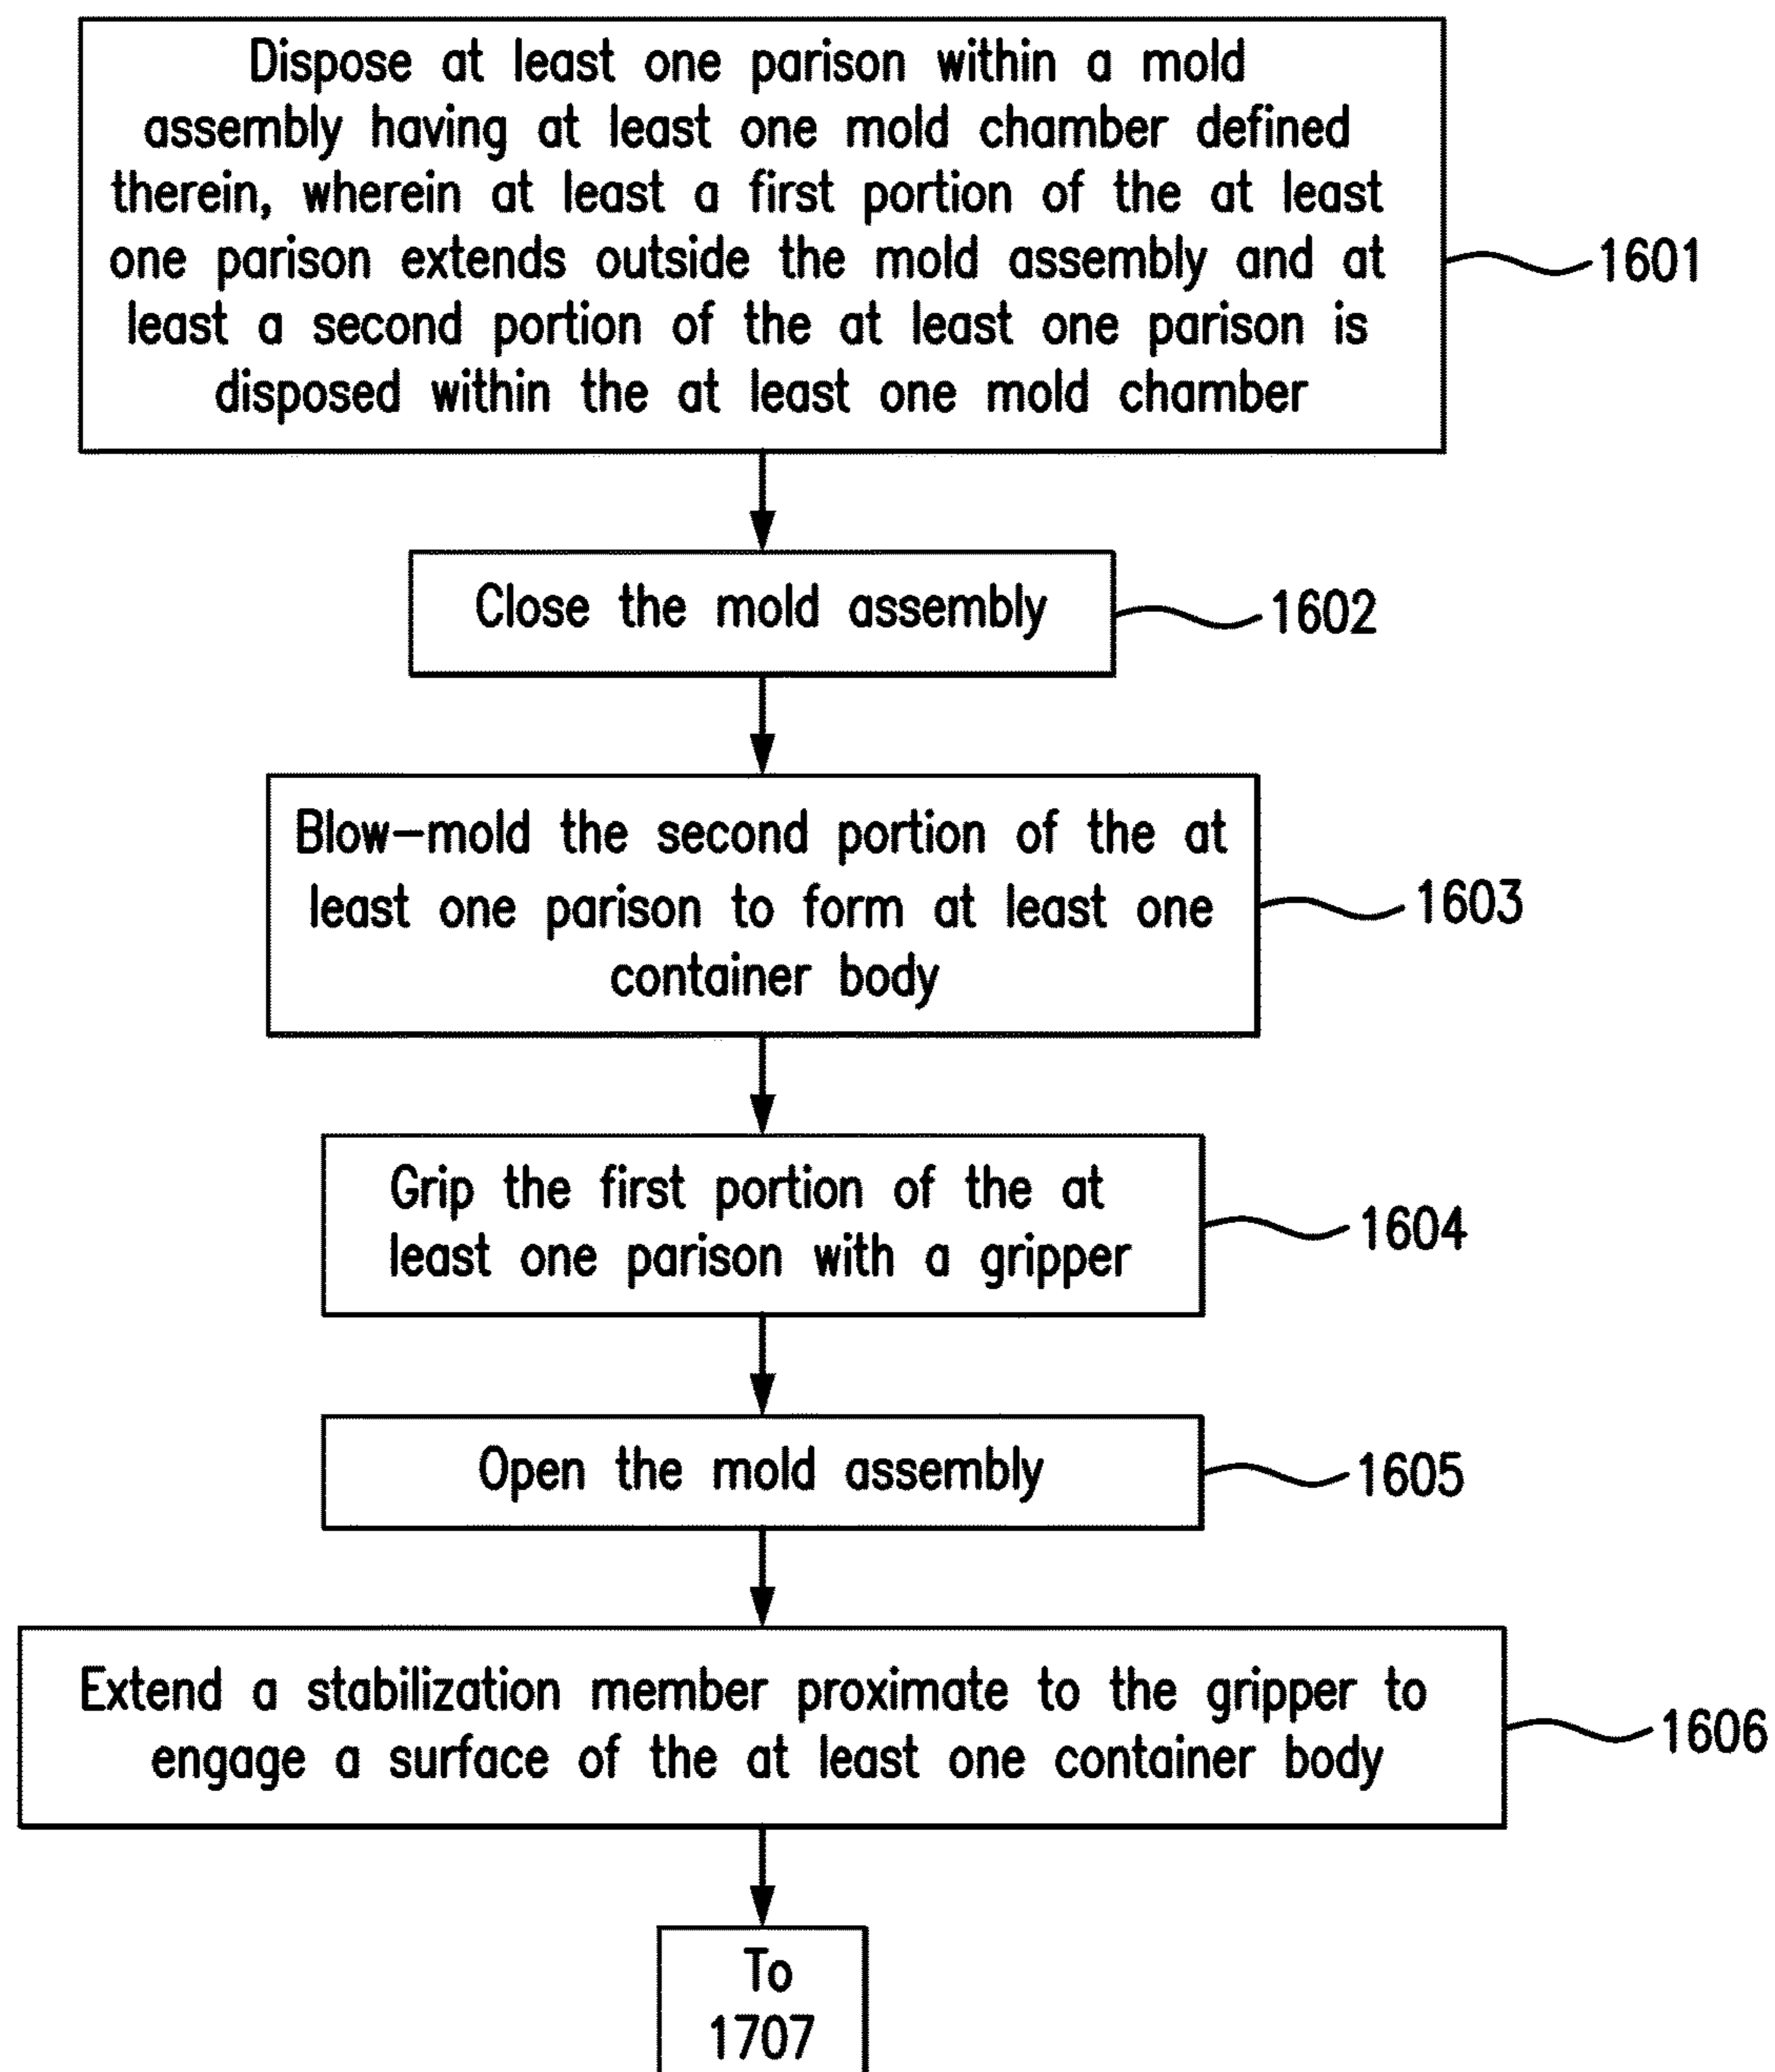 Dispose at least one parison within a mold
assembly having at least one mold chamber defined
therein, wherein at least a first portion of the at least
one parison extends outside the mold assembly and at
least a second portion of the at least one parison is
disposed within the at least one mold chamber
1601
Close the mold assembly
1602
Blow-mold the second portion of the at
least one parison to form at least one
container body
1603
Grip the first portion of the at
least one parison with a gripper
1604
Open the mold assembly
1605
Extend a stabilization member proximate to the gripper to
engage a surface of the at least one container body
1606
To
1707